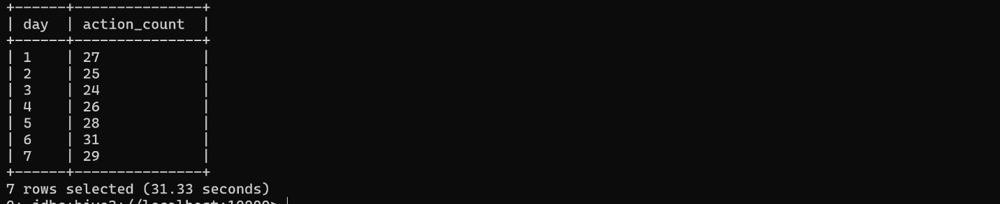 +------+---------------+
| day  | action_count  |
+------+---------------+
| 1    | 27            |
| 2    | 25            |
| 3    | 24            |
| 4    | 26            |
| 5    | 28            |
| 6    | 31            |
| 7    | 29            |
+------+---------------+
7 rows selected (31.33 seconds)
0: jdbc:hive2://localhost:10000>